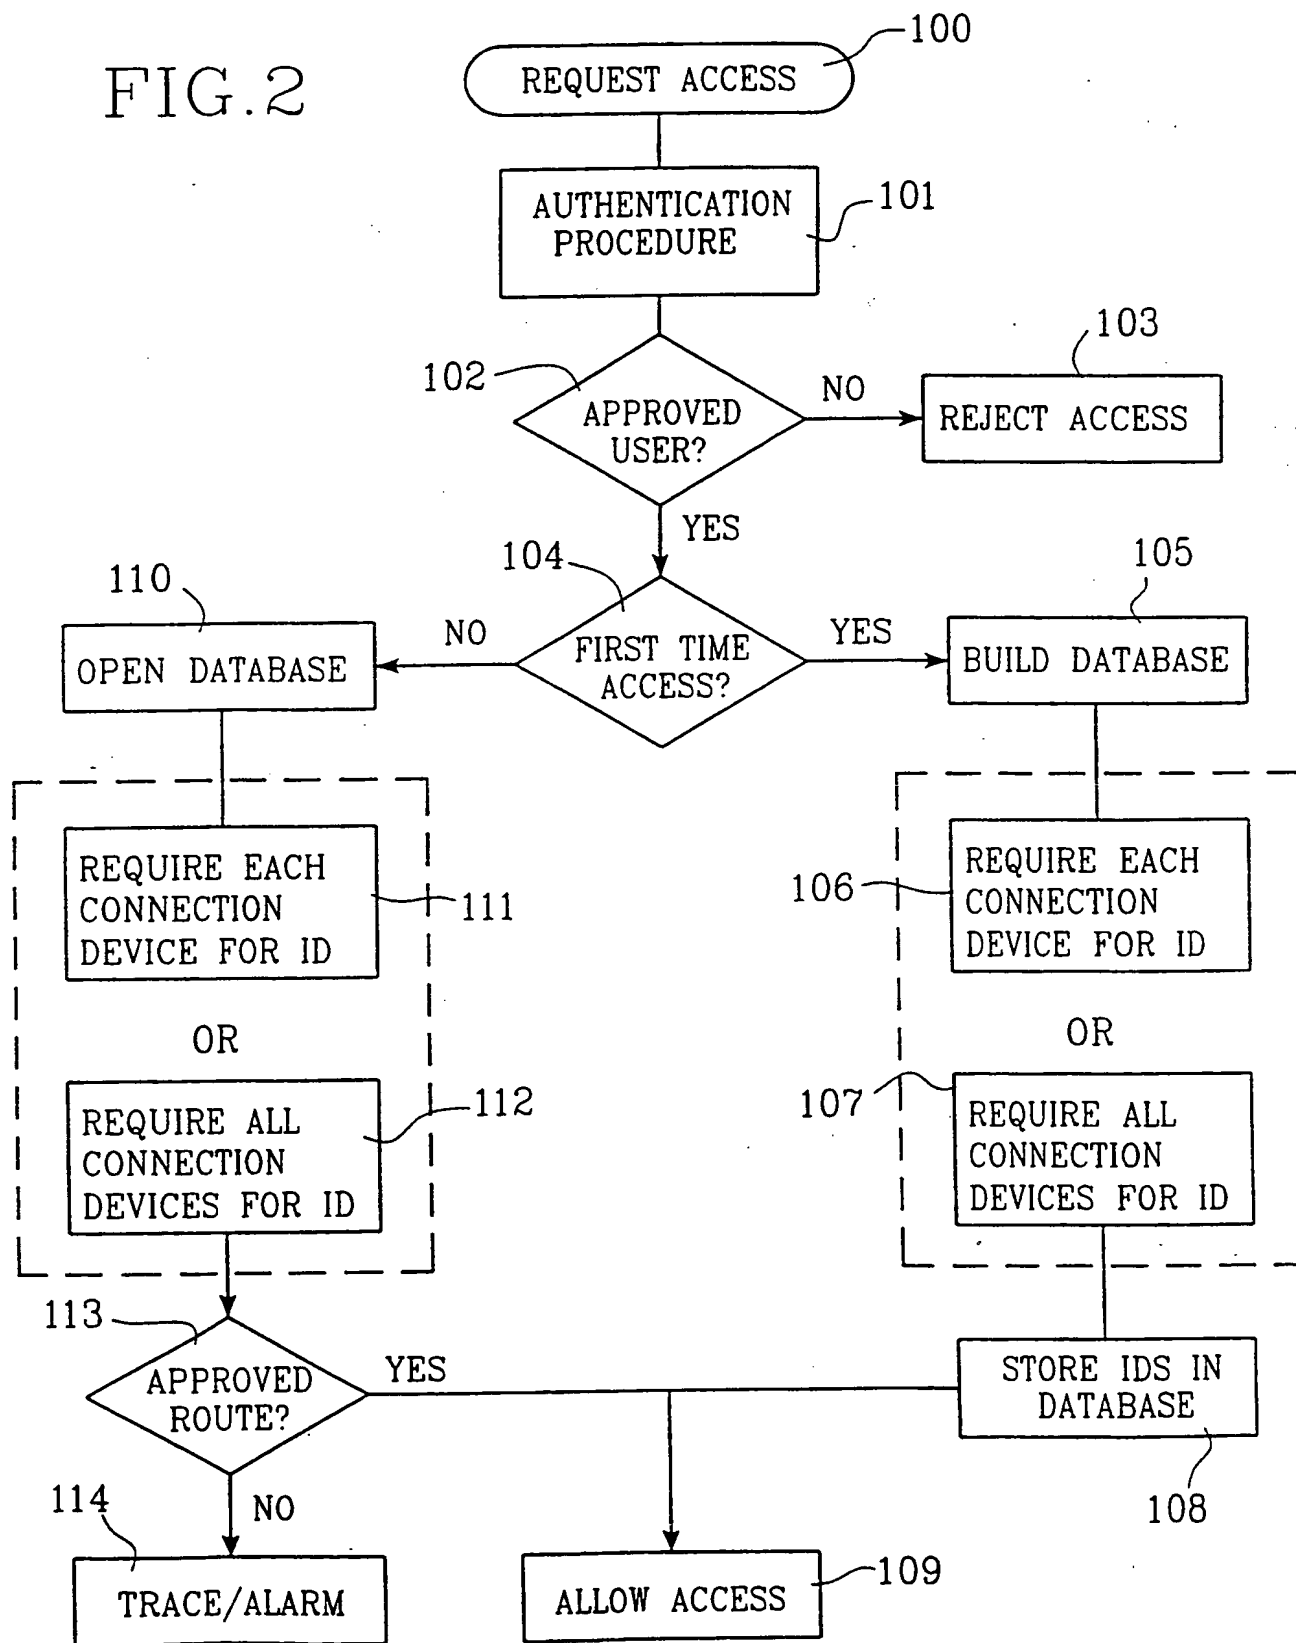 FIG.2
100
REQUEST ACCESS
101
AUTHENTICATION
PROCEDURE
103
102
NO
APPROVED
USER?
REJECT ACCESS
YES
104
105
110
NO
YES
OPEN DATABASE
FIRST TIME
ACCESS?
BUILD DATABASE
REQUIRE EACH
CONNECTION
DEVICE FOR ID
111
106
REQUIRE EACH
CONNECTION
DEVICE FOR ID
OR
OR
REQUIRE ALL
CONNECTION
DEVICES FOR ID
112
107
REQUIRE ALL
CONNECTION
DEVICES FOR ID
113
APPROVED
ROUTE?
YES
STORE IDS IN
DATABASE
108
114
NO
TRACE/ALARM
ALLOW ACCESS
109